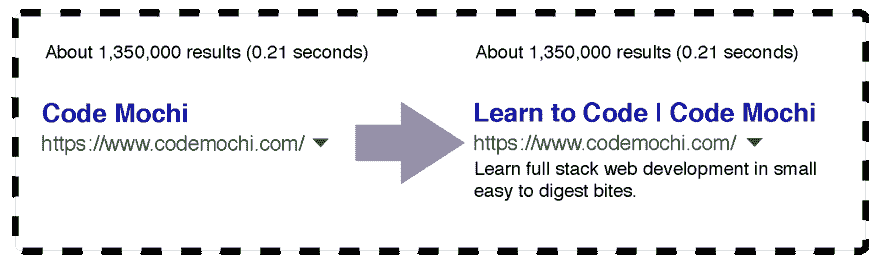 About 1,350,000 results (0.21 seconds)
Code Mochi
https://www.codemochi.com/
About 1,350,000 results (0.21 seconds)
Learn to Code | Code Mochi
https://www.codemochi.com/
Learn full stack web development in small
easy to digest bites.